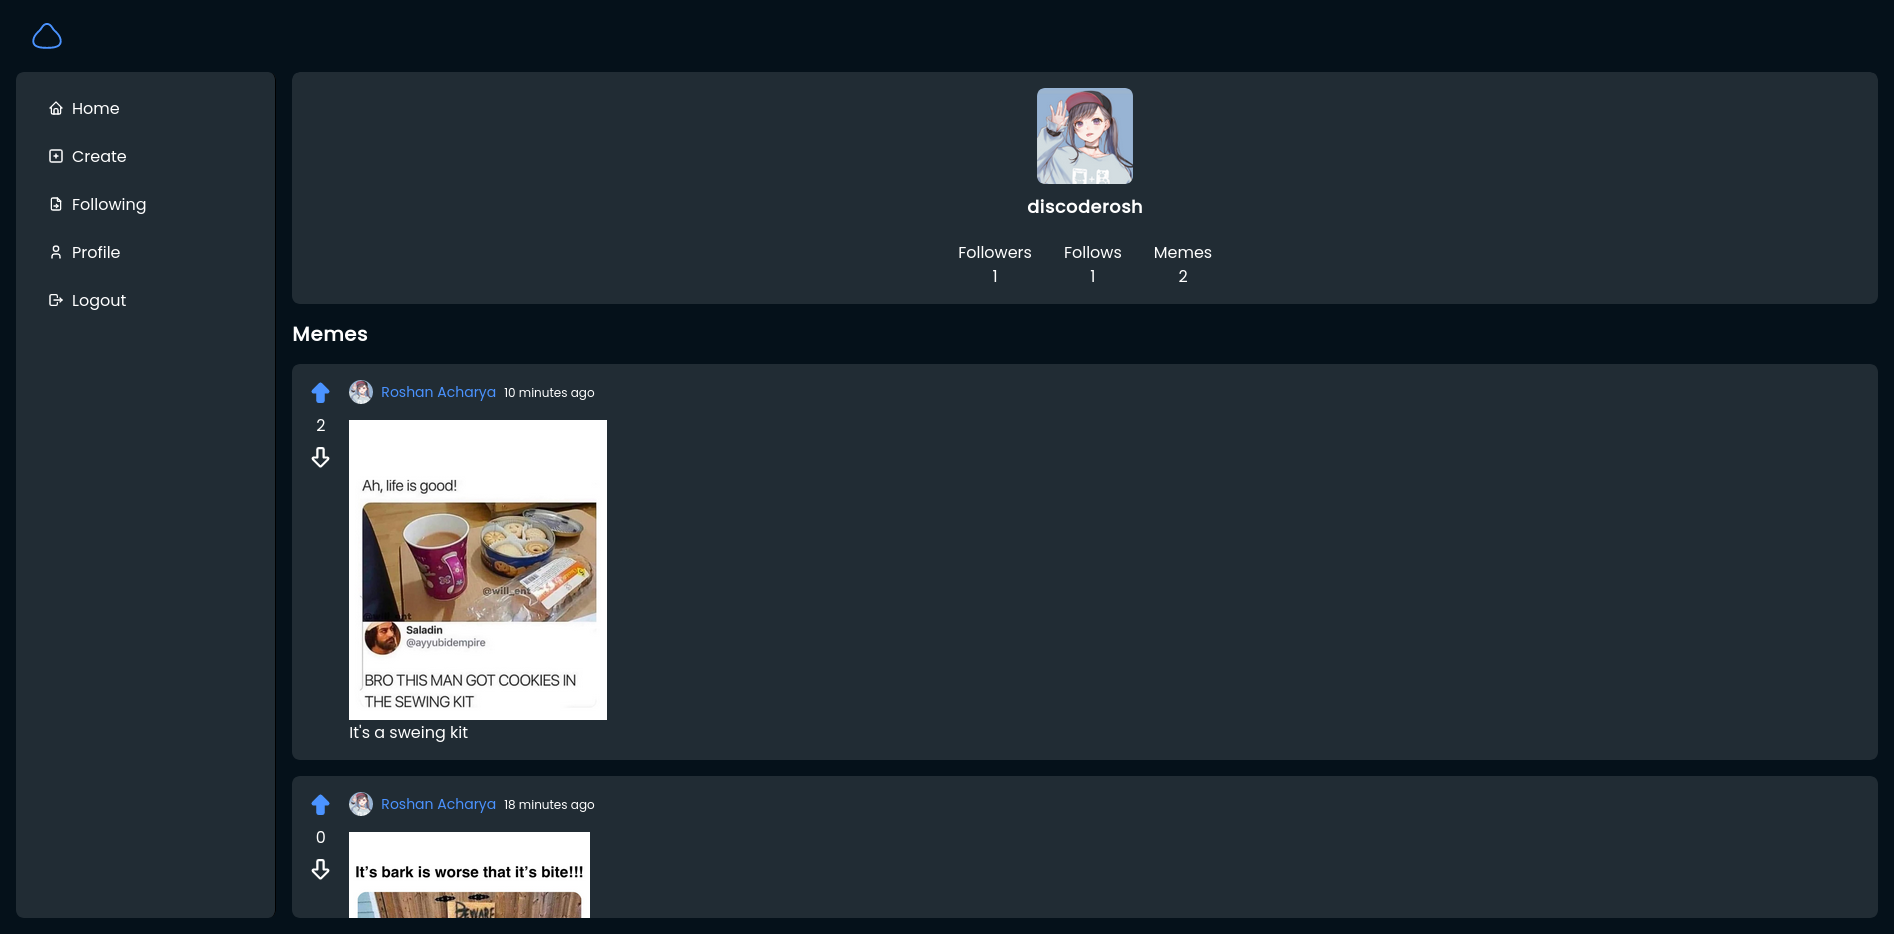 Home
Create
Following
Profile
Logout
discoderosh
Followers Follows Memes
1 1 2
Memes
Roshan Acharya 10 minutes ago
2
Ah, life is good!
@will_ent
Saladin
@ayyubidempire
BRO THIS MAN GOT COOKIES IN
THE SEWING KIT
It's a sweing kit
Roshan Acharya 18 minutes ago
0
It's bark is worse that it's bite!!!
BEWARE